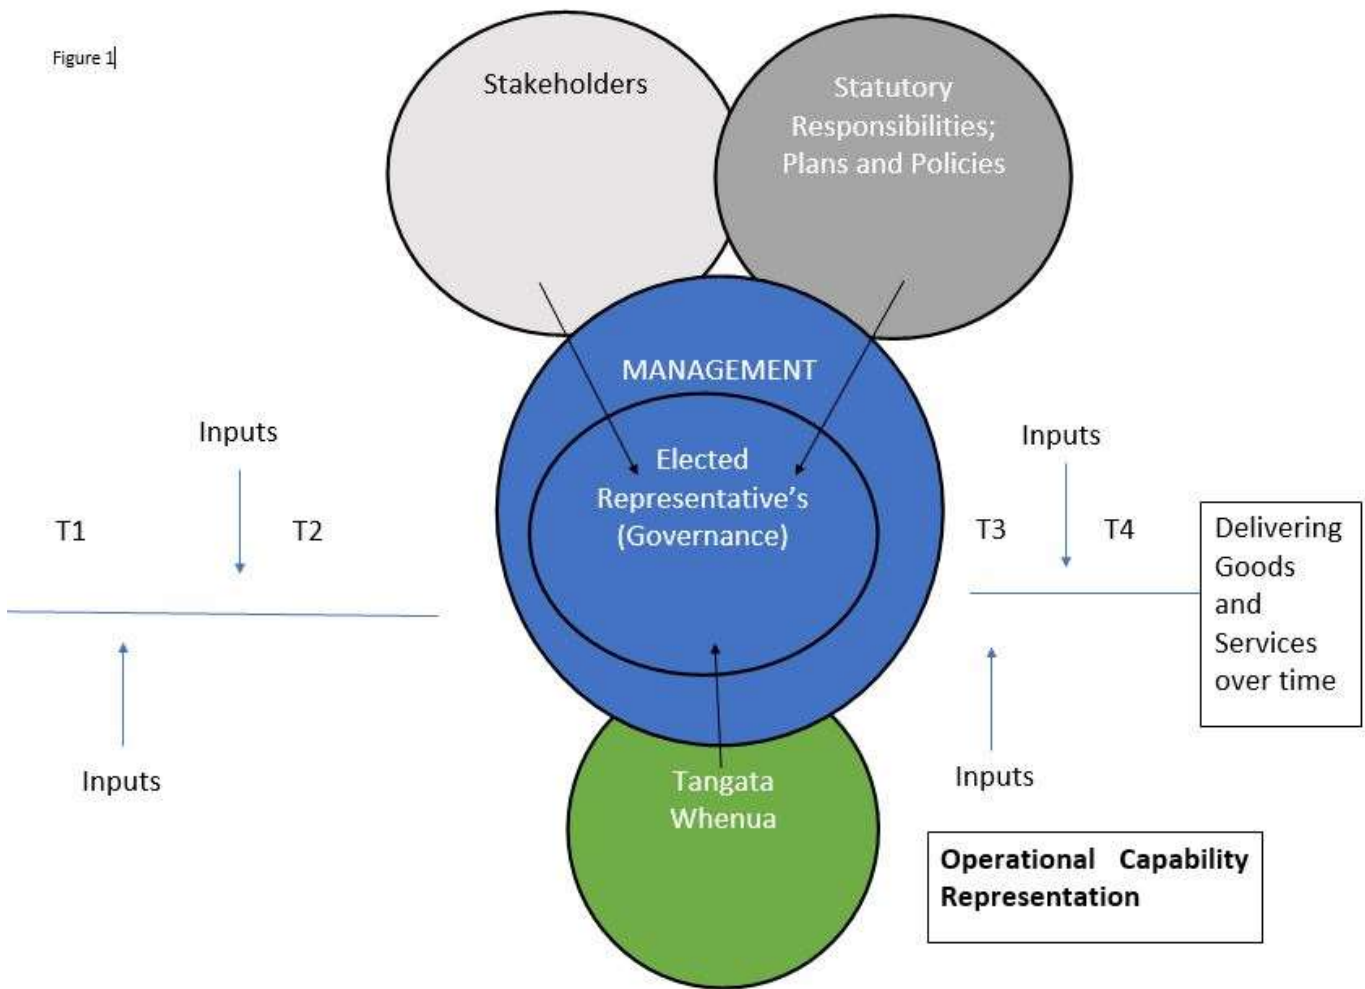 Figure 1
Stakeholders
Statutory
Responsibilities;
Plans and Policies
MANAGEMENT
Elected
Representative’s
(Governance)
Inputs
T1
T2
Inputs
Inputs
T3
T4
Inputs
Delivering
Goods
and
Services
over time
Tangata
Whenua
Operational Capability
Representation